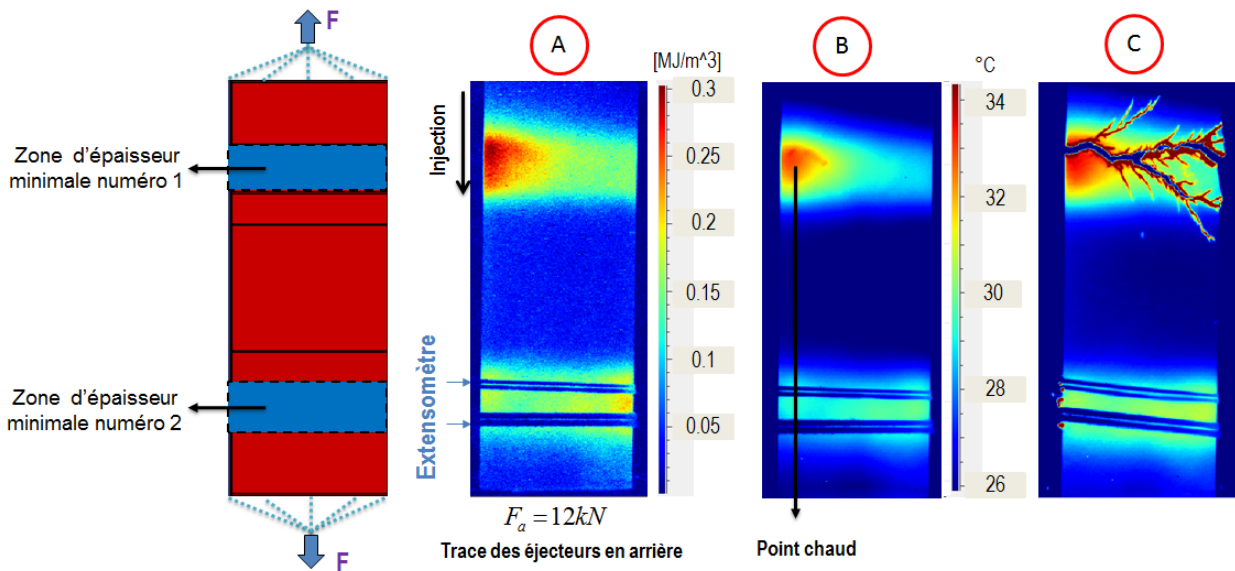 F
A
B
C
[MJ/m^3]
°C
Injection
Zone d'épaisseur
minimale numéro 1
0.3
0.25
0.2
0.15
0.1
0.05
34
32
30
28
26
Extensomètre
Zone d'épaisseur
minimale numéro 2
F
F_a = 12kN
Trace des éjecteurs en arrière
Point chaud